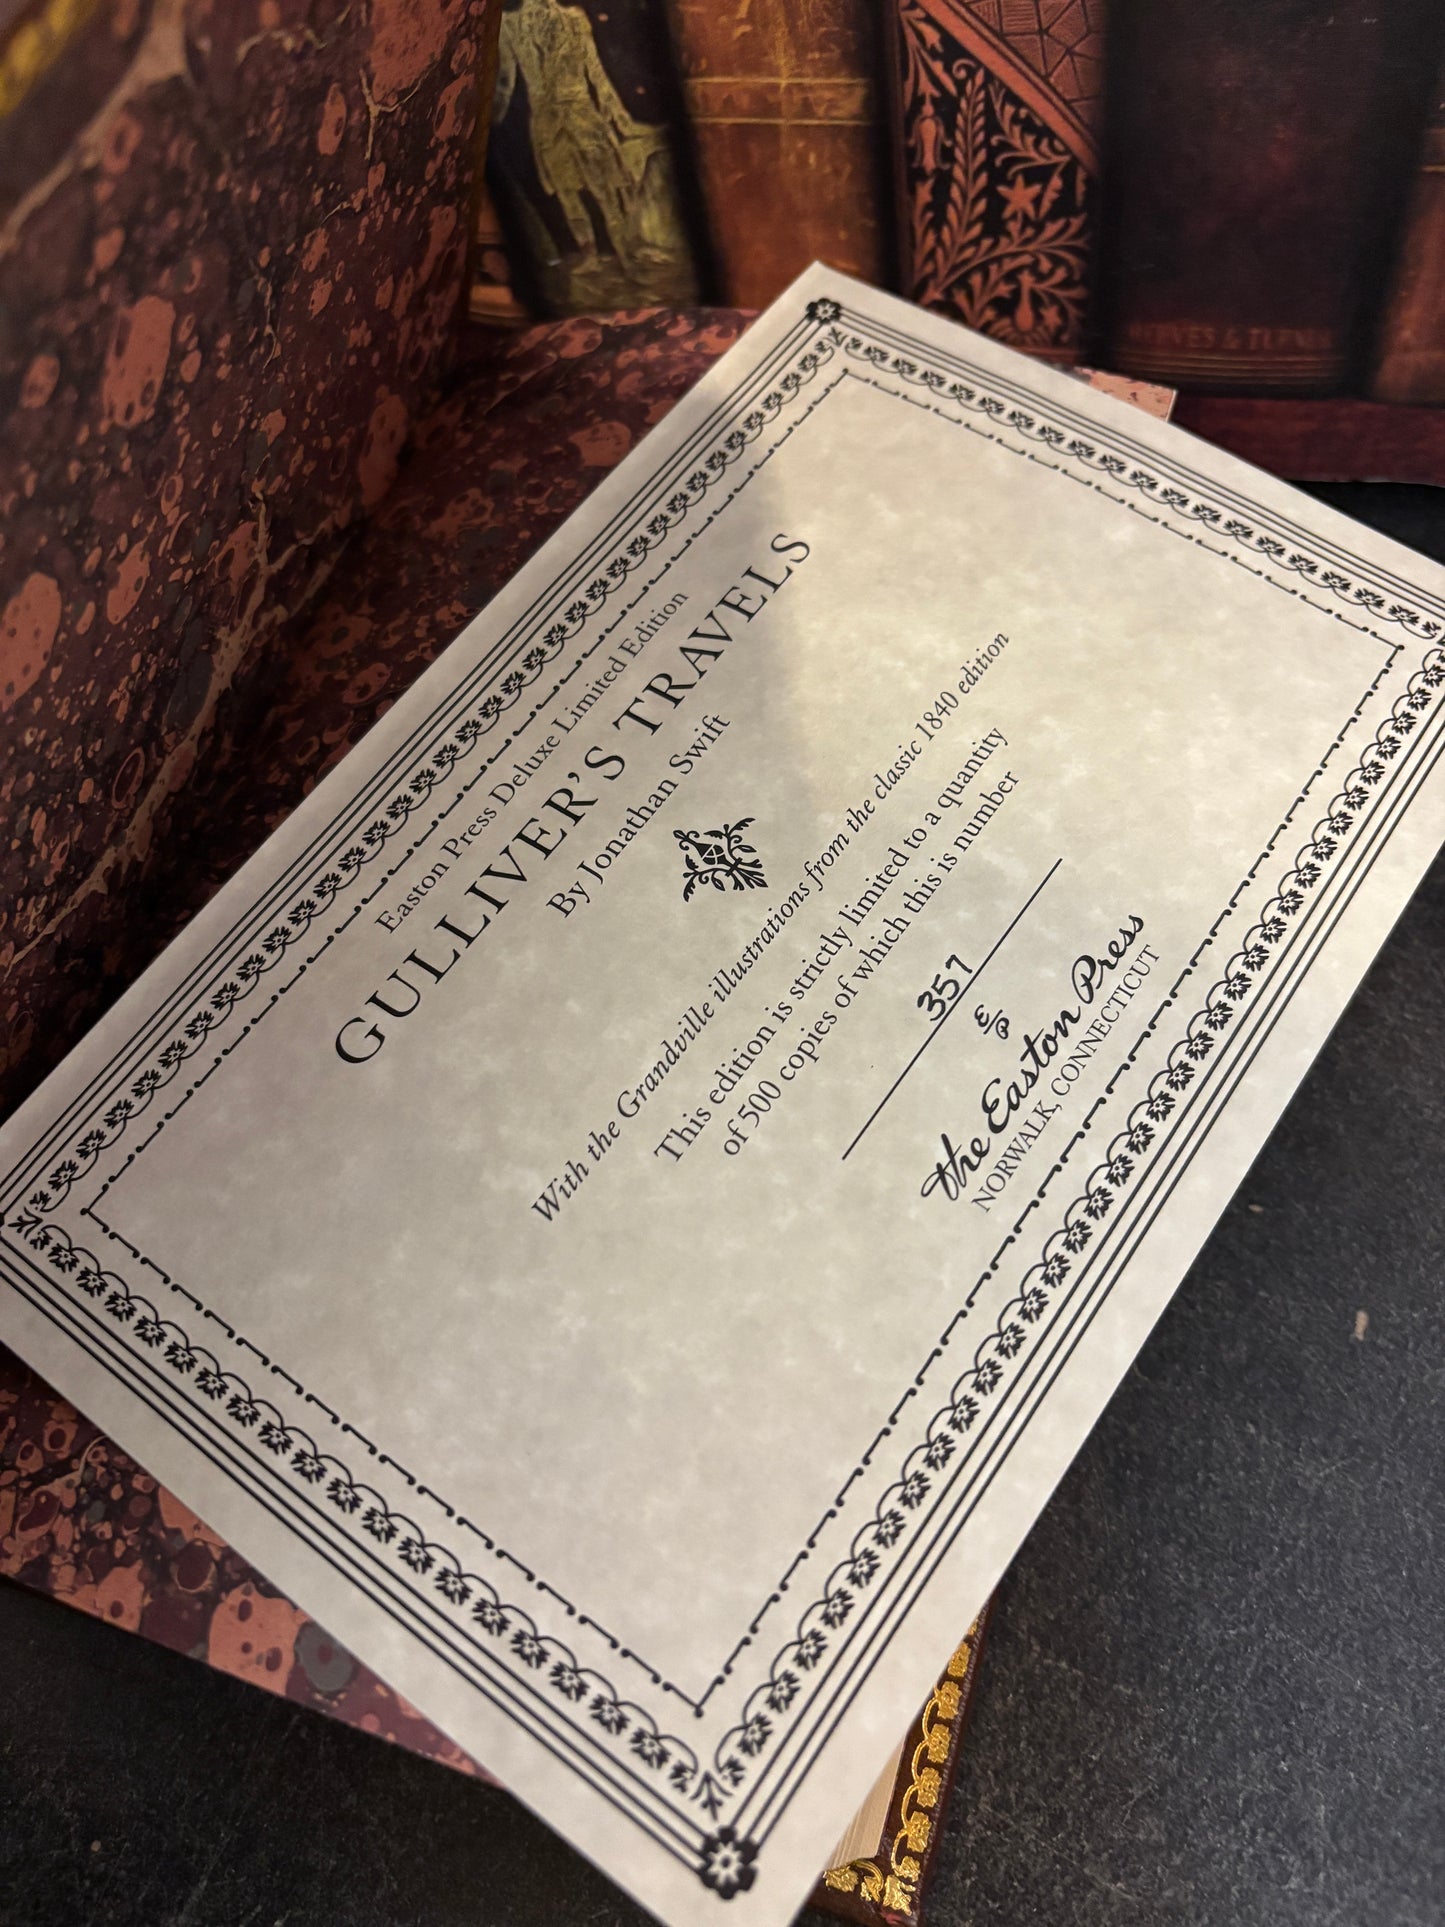 Easton Press Deluxe Limited Edition
GULLIVER'S TRAVELS
By Jonathan Swift
With the Grandville illustrations from the classic 1840 edition
This edition is strictly limited to a quantity
of 500 copies of which this is number
357
E/P
the Easton Press
NORWALK, CONNECTICUT